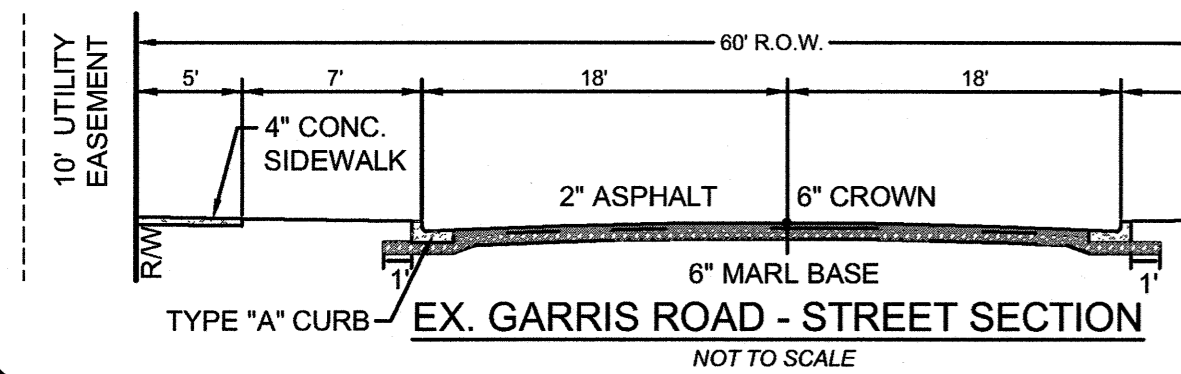 10' UTILITY
EASEMENT
60' R.O.W.
5'
7'
18'
18'
4" CONC.
SIDEWALK
2" ASPHALT
6" CROWN
R/W
1'
6" MARL BASE
1'
TYPE "A" CURB
EX. GARRIS ROAD - STREET SECTION
NOT TO SCALE